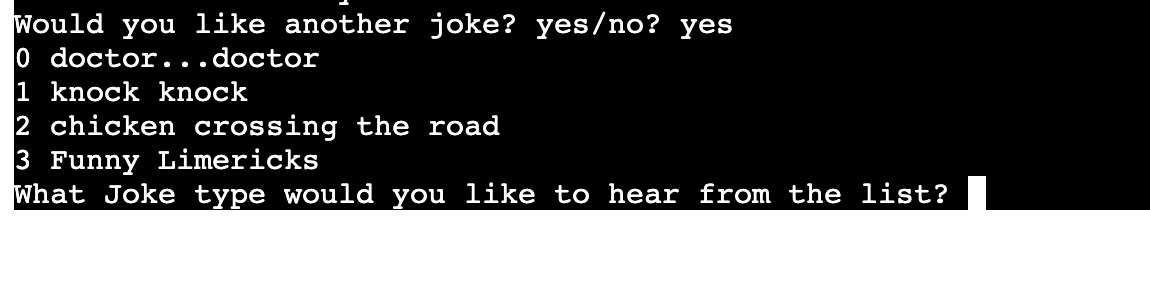 Would you like another joke? yes/no? yes
0 doctor...doctor
1 knock knock
2 chicken crossing the road
3 Funny Limericks
What Joke type would you like to hear from the list?